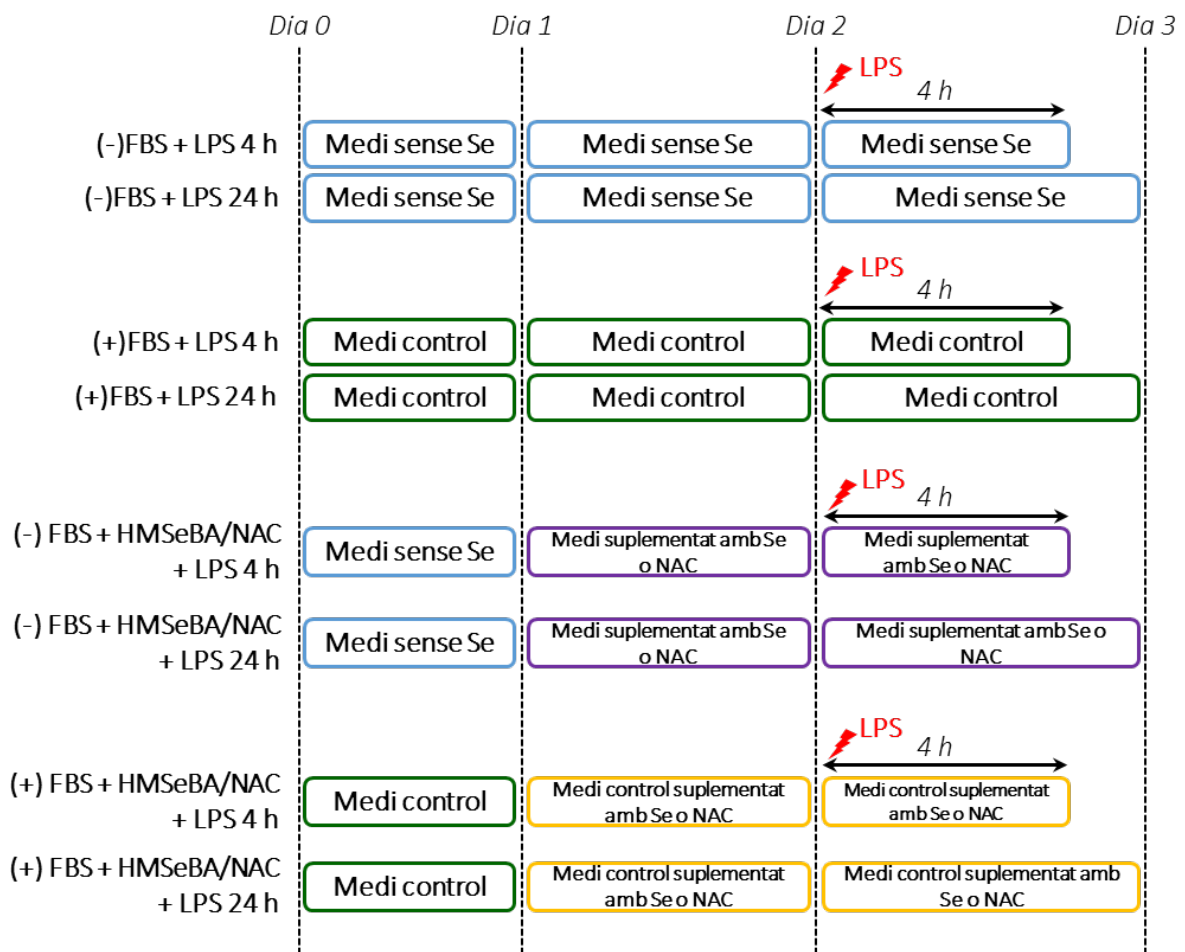 Dia 0 Dia 1 Dia 2 Dia 3
LPS
4 h
(-)FBS + LPS 4 h Medi sense Se Medi sense Se Medi sense Se
(-)FBS + LPS 24 h Medi sense Se Medi sense Se Medi sense Se
LPS
4 h
(+)FBS + LPS 4 h Medi control Medi control Medi control
(+)FBS + LPS 24 h Medi control Medi control Medi control
LPS
4 h
(-) FBS + HMSeBA/NAC
+ LPS 4 h
Medi sense Se
Medi suplementat amb Se
o NAC
Medi suplementat
amb Se o NAC
(-) FBS + HMSeBA/NAC
+ LPS 24 h
Medi sense Se
Medi suplementat amb Se
o NAC
Medi suplementat amb Se o
NAC
LPS
4 h
(+) FBS + HMSeBA/NAC
+ LPS 4 h
Medi control
Medi control suplementat
amb Se o NAC
Medi control suplementat
amb Se o NAC
(+) FBS + HMSeBA/NAC
+ LPS 24 h
Medi control
Medi control suplementat
amb Se o NAC
Medi control suplementat amb
Se o NAC